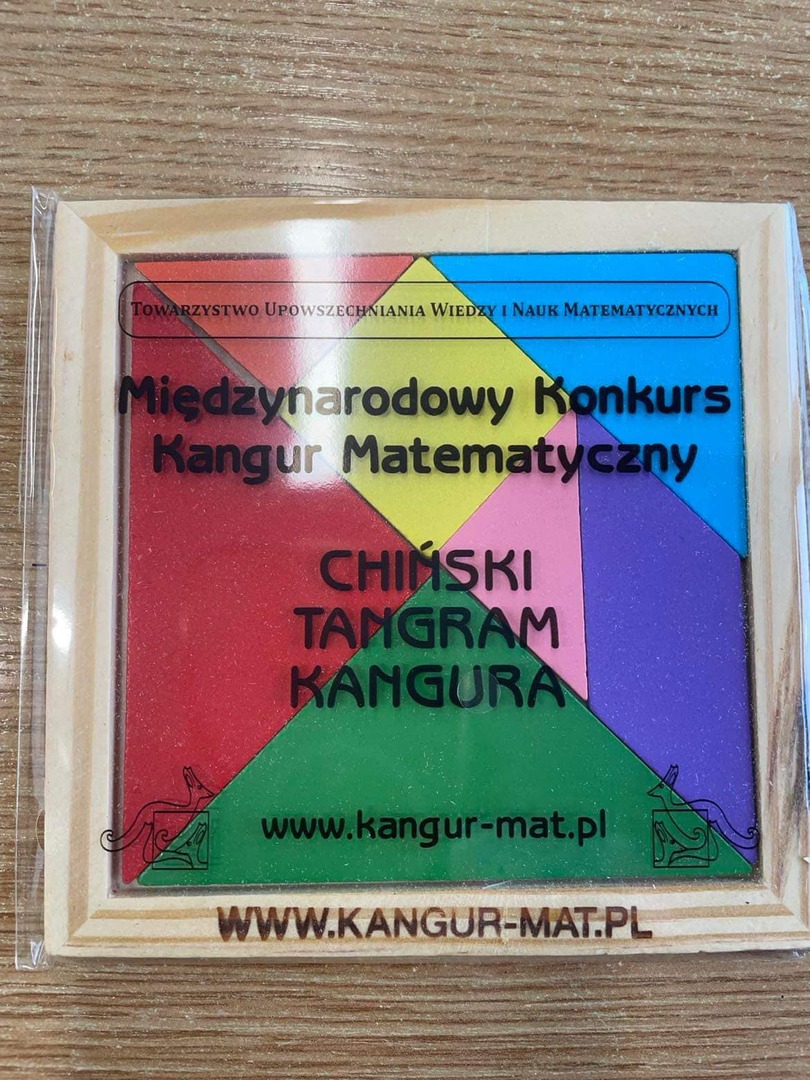 Towarzystwo Upowszechniania Wiedzy i Nauk Matematycznych
Międzynarodowy Konkurs
Kangur Matematyczny
CHIŃSKI
TANGRAM
KANGURA
www.kangur-mat.pl
WWW.KANGUR-MAT.PL